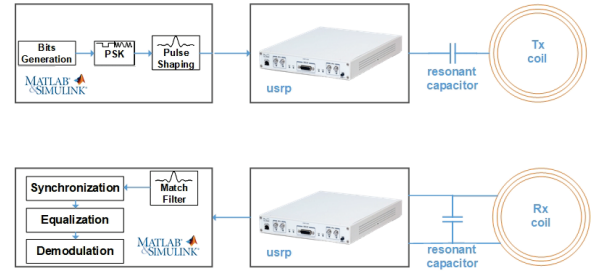 Bits
Generation
PSK
Pulse
Shaping
MATLAB®
&SIMULINK®
usrp
resonant
capacitor
Tx
coil
Synchronization
Match
Filter
Equalization
Demodulation
MATLAB®
&SIMULINK®
usrp
resonant
capacitor
Rx
coil